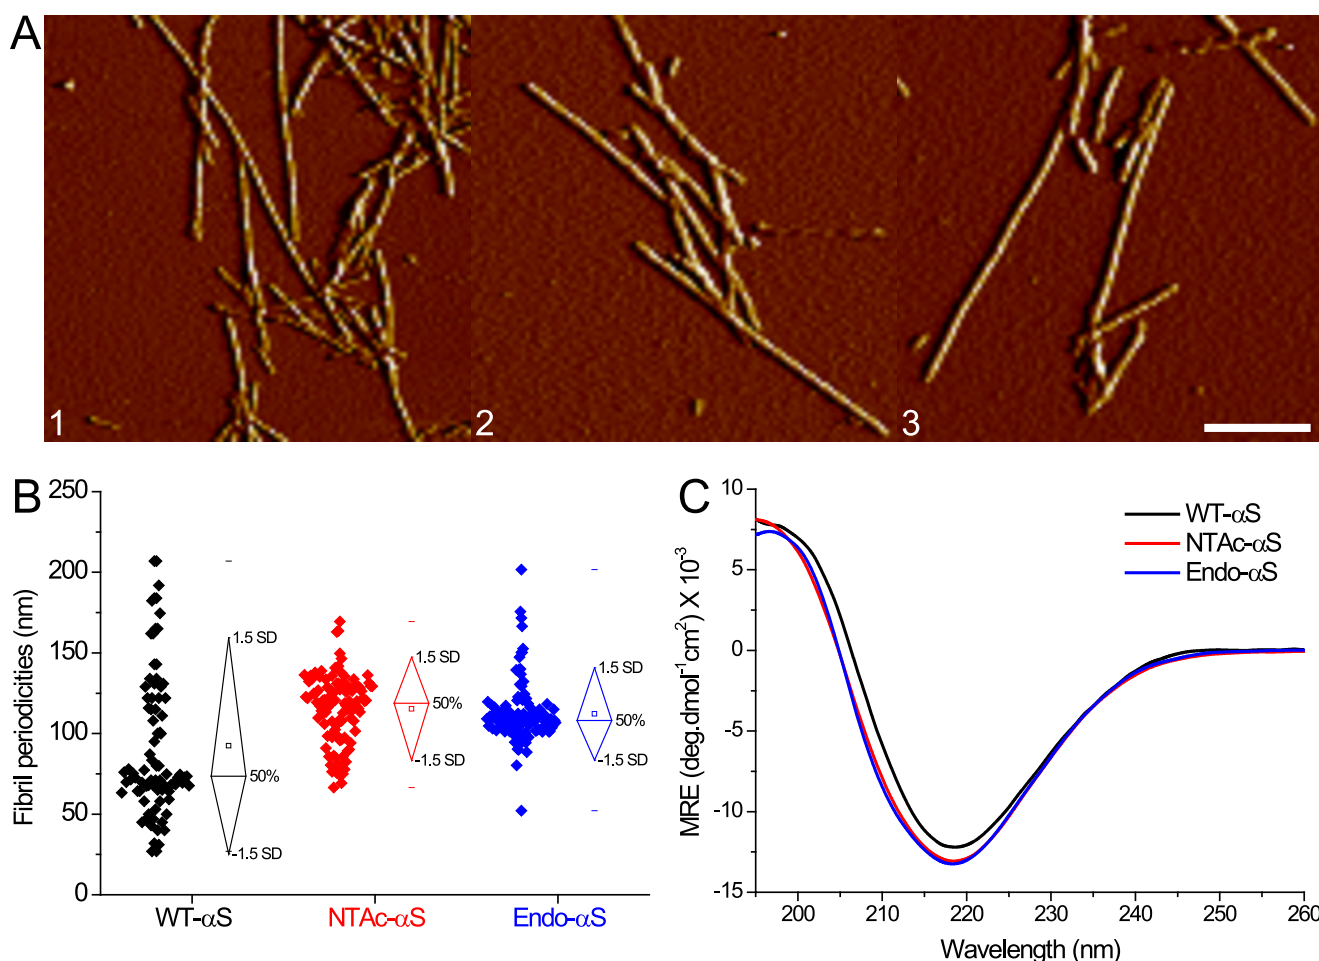 A
1
2
3
B
Fibril periodicities (nm)
250
200
150
100
50
0
1.5 SD
50%
-1.5 SD
1.5 SD
50%
-1.5 SD
1.5 SD
50%
-1.5 SD
WT-αS
NTAc-αS
Endo-αS
C
MRE (deg.dmol⁻¹cm²) X 10⁻³
10
5
0
-5
-10
-15
WT-αS
NTAc-αS
Endo-αS
200 210 220 230 240 250 260
Wavelength (nm)